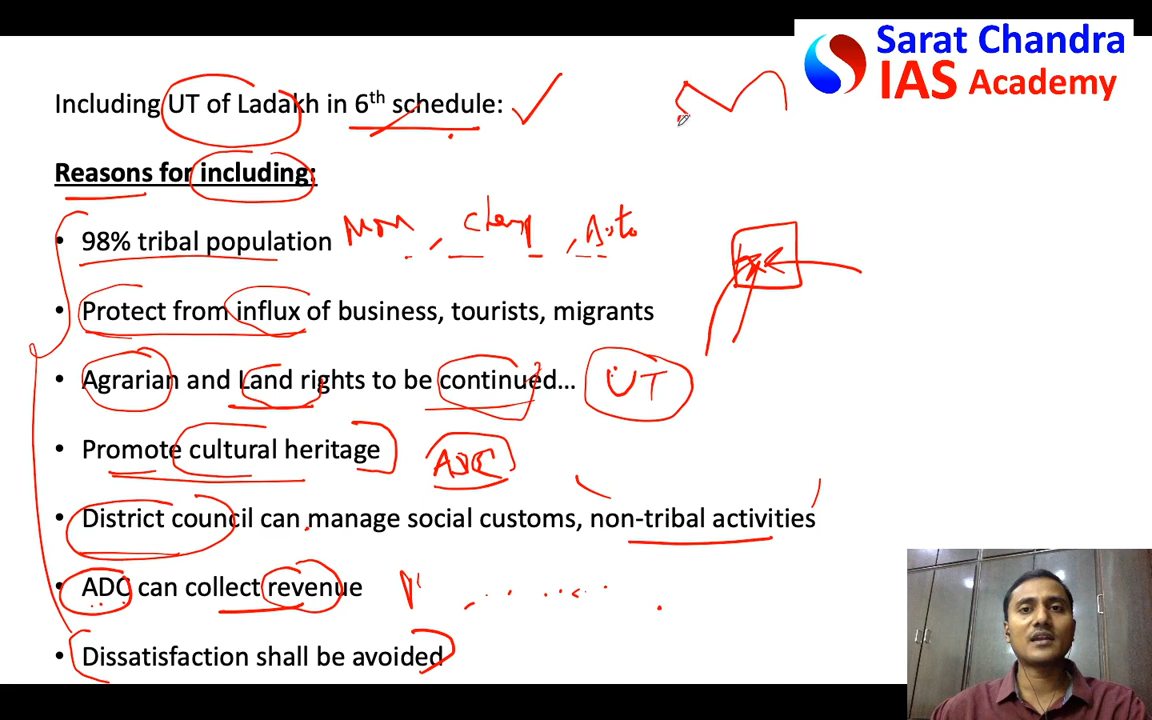 Sarat Chandra
IAS Academy
Including UT of Ladakh in 6th schedule:
Reasons for including:
• 98% tribal population
• Protect from influx of business, tourists, migrants
• Agrarian and Land rights to be continued... UT
• Promote cultural heritage ADC
• District council can manage social customs, non-tribal activities
• ADC can collect revenue
• Dissatisfaction shall be avoided